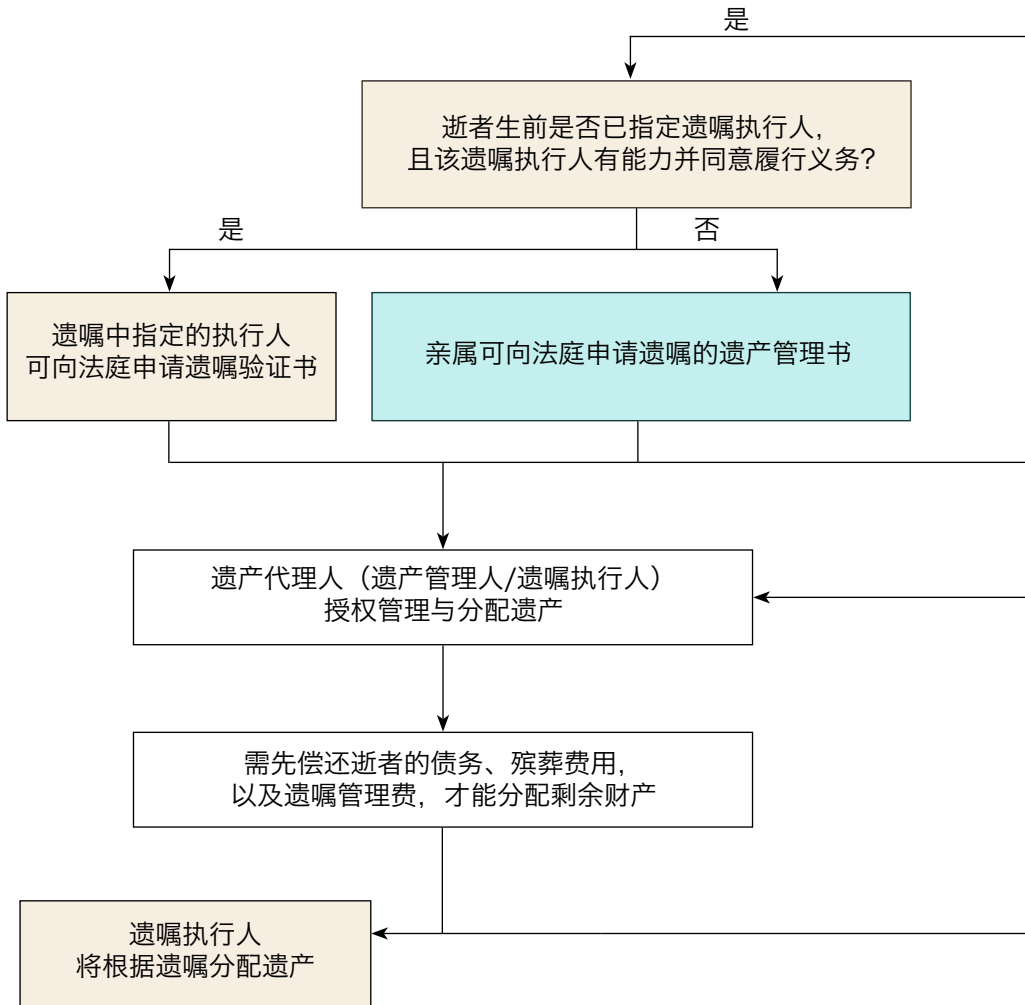 是
逝者生前是否已指定遗嘱执行人，
且该遗嘱执行人有能力并同意履行义务？
是
否
遗嘱中指定的执行人
可向法庭申请遗嘱验证书
亲属可向法庭申请遗嘱的遗产管理书
遗产代理人（遗产管理人/遗嘱执行人）
授权管理与分配遗产
需先偿还逝者的债务、殡葬费用，
以及遗嘱管理费，才能分配剩余财产
遗嘱执行人
将根据遗嘱分配遗产